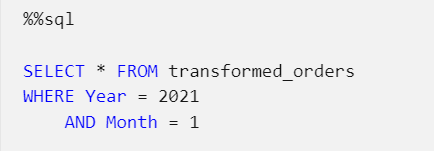 %%sql
SELECT * FROM transformed_orders
WHERE Year = 2021
AND Month = 1